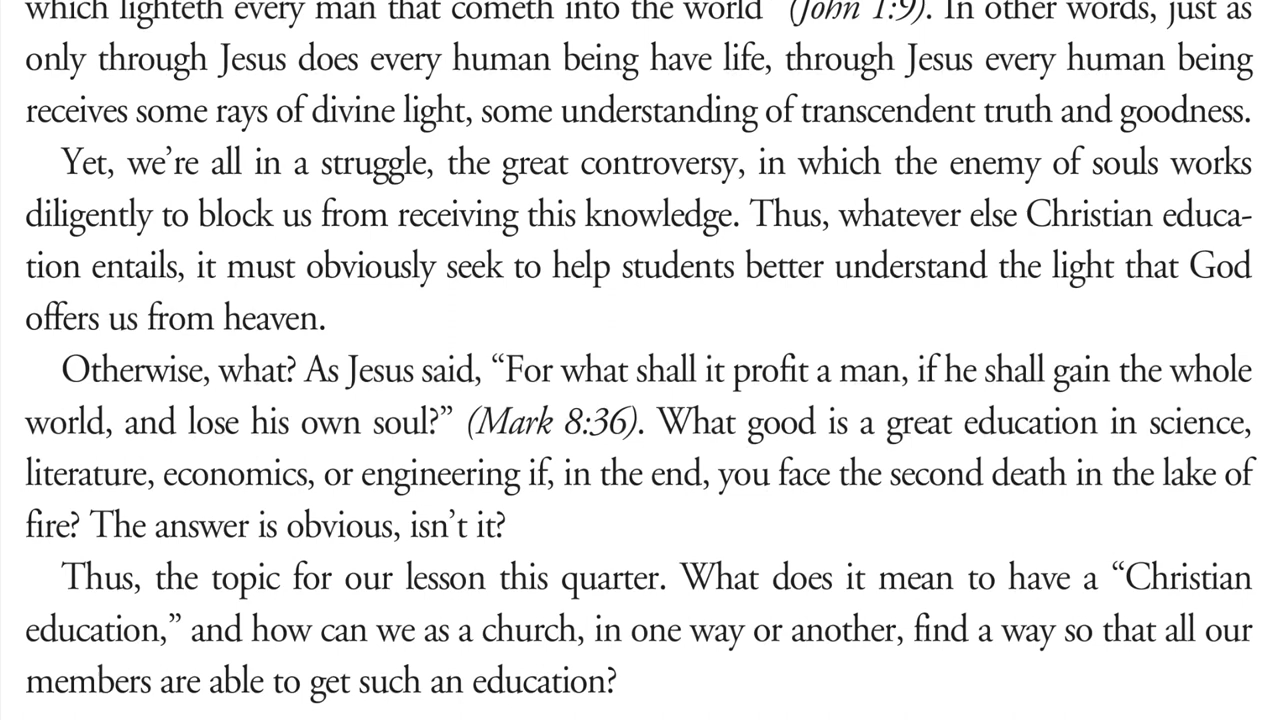 which lighteth every man that cometh into the world” (John 1:9). In other words, just as
only through Jesus does every human being have life, through Jesus every human being
receives some rays of divine light, some understanding of transcendent truth and goodness.
Yet, we’re all in a struggle, the great controversy, in which the enemy of souls works
diligently to block us from receiving this knowledge. Thus, whatever else Christian educa-
tion entails, it must obviously seek to help students better understand the light that God
offers us from heaven.
Otherwise, what? As Jesus said, “For what shall it profit a man, if he shall gain the whole
world, and lose his own soul?” (Mark 8:36). What good is a great education in science,
literature, economics, or engineering if, in the end, you face the second death in the lake of
fire? The answer is obvious, isn’t it?
Thus, the topic for our lesson this quarter. What does it mean to have a “Christian
education,” and how can we as a church, in one way or another, find a way so that all our
members are able to get such an education?